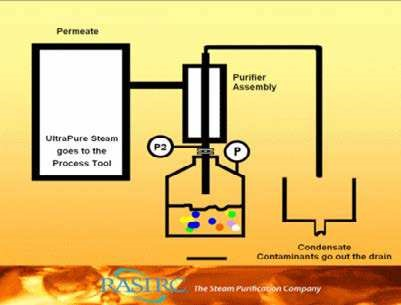 Permeate
UltraPure Steam
goes to the
Process Tool
Purifier
Assembly
P2
P
Condensate
Contaminants go out the drain
RASIRC The Steam Purification Company